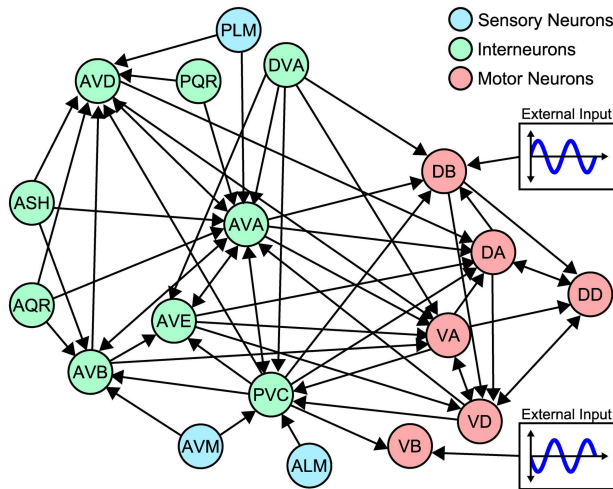 PLM
Sensory Neurons
Interneurons
Motor Neurons
AVD
PQR
DVA
External Input
DB
ASH
AVA
DA
DD
AQR
AVE
VA
AVB
PVC
VD
External Input
AVM
ALM
VB